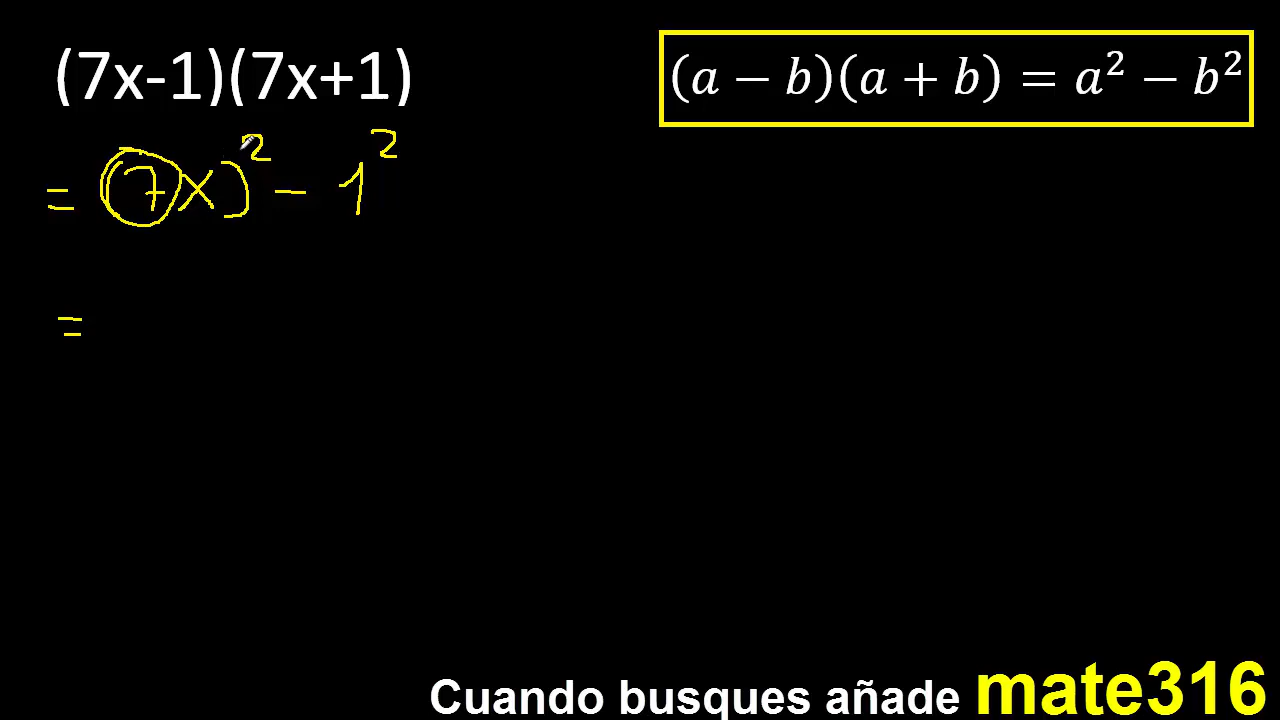 (7x-1)(7x+1)
(a − b)(a + b) = a² − b²
= (7x)² − 1²
=
Cuando busques añade mate316